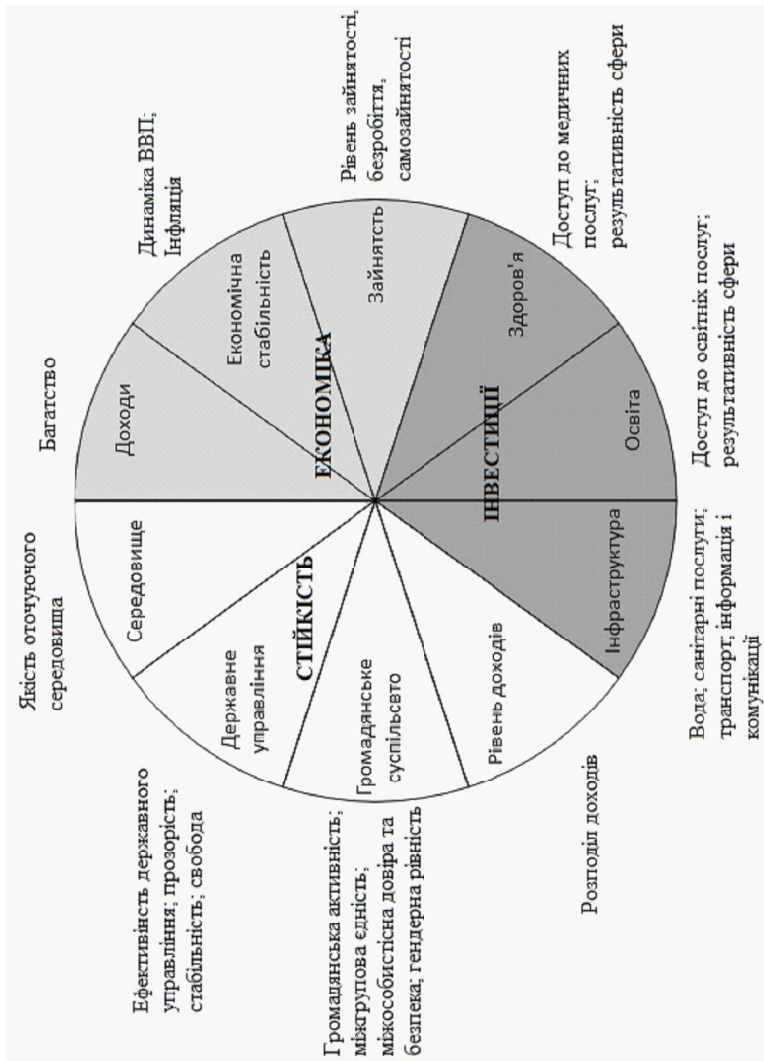 Якість оточуючого
середовища
Багатство
Ефективінсть державного
управління; прозорість;
стабільність; свобода
Динаміка ВВП;
Інфляція
Середовище
Доходи
Державне
управління
Економічна
стабільність
СТІЙКІСТЬ
ЕКОНОМІКА
Громадянська активність;
міжгрупова єдність;
міжособистісна довіра та
безпека; гендерна рівність
Громадянське
суспільсвто
Зайнятсть
Рівень зайнятості,
безробіття,
самозайнятості
Рівень доходів
ІНВЕСТИЦІЇ
Здоров'я
Розподіл доходів
Доступ до медичних
послуг;
результативність сфери
Інфраструктура
Освіта
Вода; санітарні послуги;
транспорт; інформація і
комунікації
Доступ до освітніх послуг;
результативність сфери